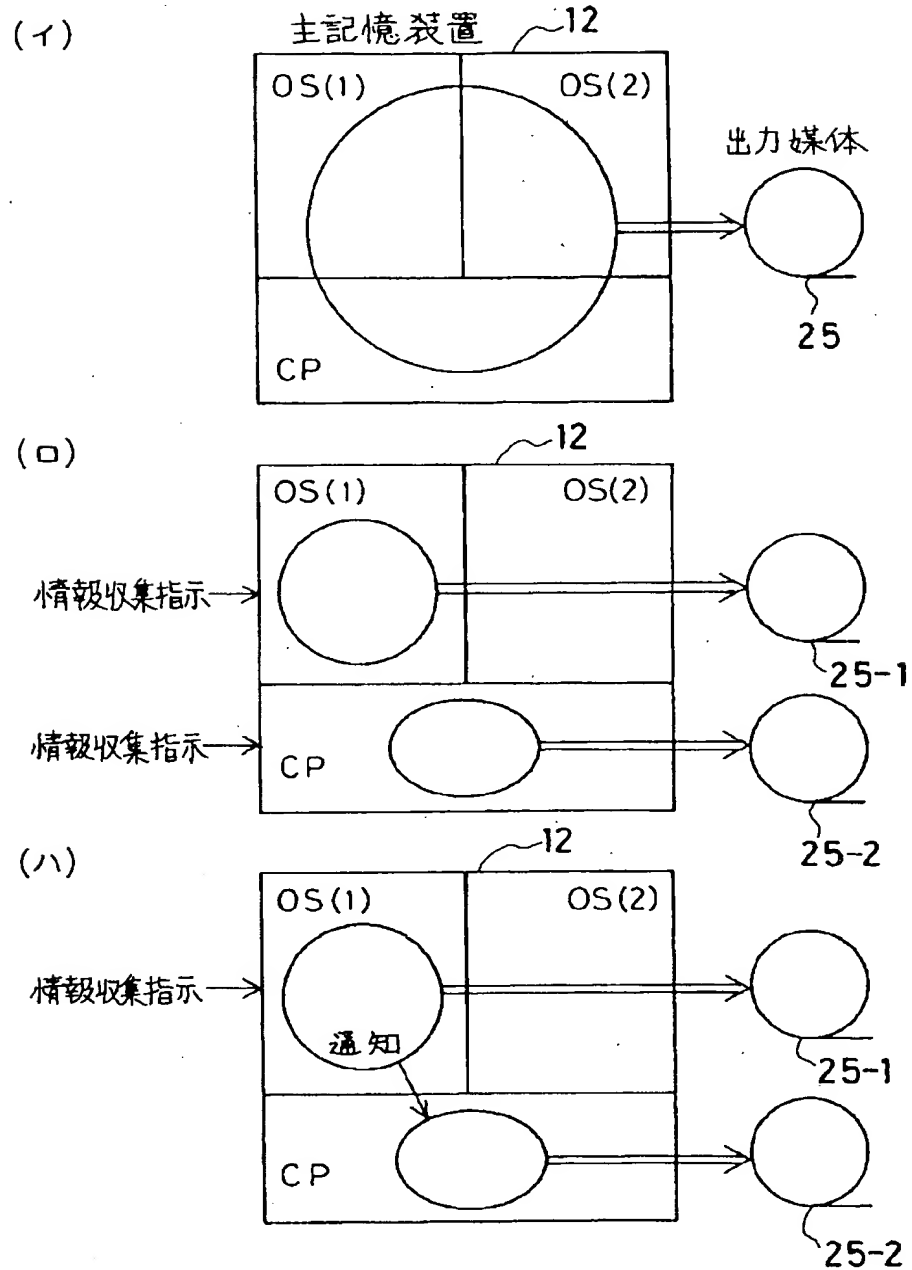 (イ)
主記憶装置
12
OS(1)
OS(2)
出力媒体
25
CP
(ロ)
12
OS(1)
OS(2)
情報収集指示
25-1
情報収集指示
CP
25-2
(ハ)
12
OS(1)
OS(2)
情報収集指示
通知
25-1
CP
25-2